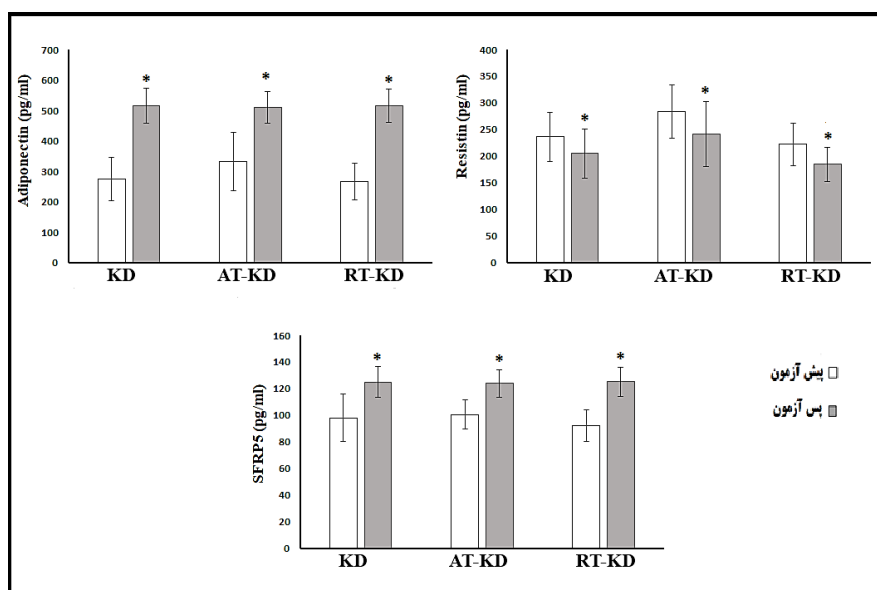 Adiponectin (pg/ml)
700
600
500
400
300
200
100
0
* * *
KD AT-KD RT-KD
Resistin (pg/ml)
400
350
300
250
200
150
100
50
0
* * *
KD AT-KD RT-KD
SFRP5 (pg/ml)
160
140
120
100
80
60
40
20
0
* * *
KD AT-KD RT-KD
پیش آزمون
پس آزمون